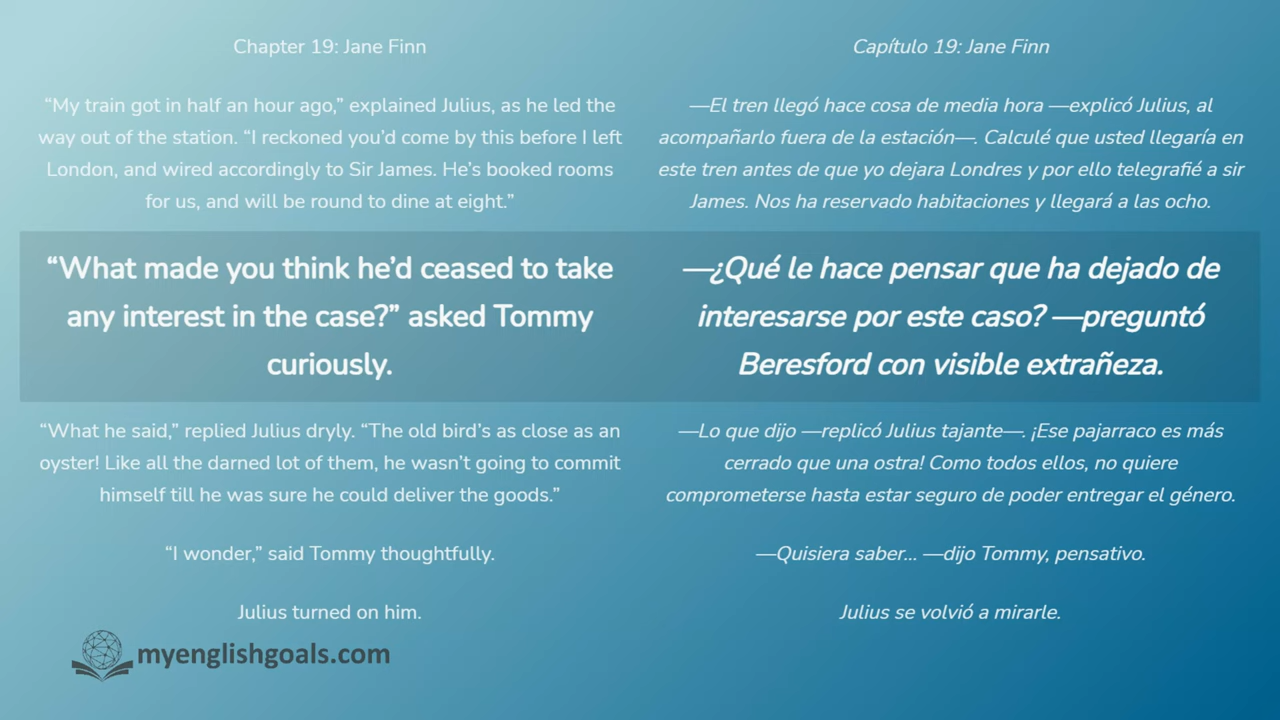 Chapter 19: Jane Finn
“My train got in half an hour ago,” explained Julius, as he led the
way out of the station. “I reckoned you’d come by this before I left
London, and wired accordingly to Sir James. He’s booked rooms
for us, and will be round to dine at eight.”
“What made you think he’d ceased to take
any interest in the case?” asked Tommy
curiously.
“What he said,” replied Julius dryly. “The old bird’s as close as an
oyster! Like all the darned lot of them, he wasn’t going to commit
himself till he was sure he could deliver the goods.”
“I wonder,” said Tommy thoughtfully.
Julius turned on him.
Capítulo 19: Jane Finn
—El tren llegó hace cosa de media hora —explicó Julius, al
acompañarlo fuera de la estación—. Calculé que usted llegaría en
este tren antes de que yo dejara Londres y por ello telegrafié a sir
James. Nos ha reservado habitaciones y llegará a las ocho.
—¿Qué le hace pensar que ha dejado de
interesarse por este caso? —preguntó
Beresford con visible extrañeza.
—Lo que dijo —replicó Julius tajante—. ¡Ese pajarraco es más
cerrado que una ostra! Como todos ellos, no quiere
comprometerse hasta estar seguro de poder entregar el género.
—Quisiera saber... —dijo Tommy, pensativo.
Julius se volvió a mirarle.
myenglishgoals.com